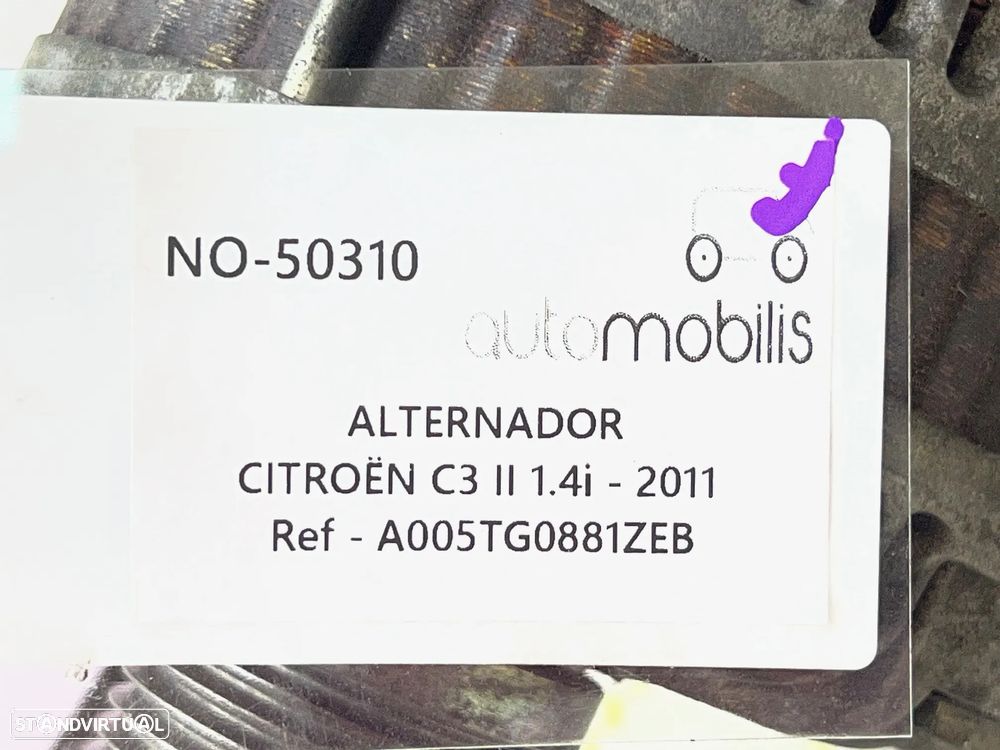 NO-50310
automobilis
ALTERNADOR
CITROËN C3 II 1.4i - 2011
Ref - A005TG0881ZEB
STANDVIRTUAL